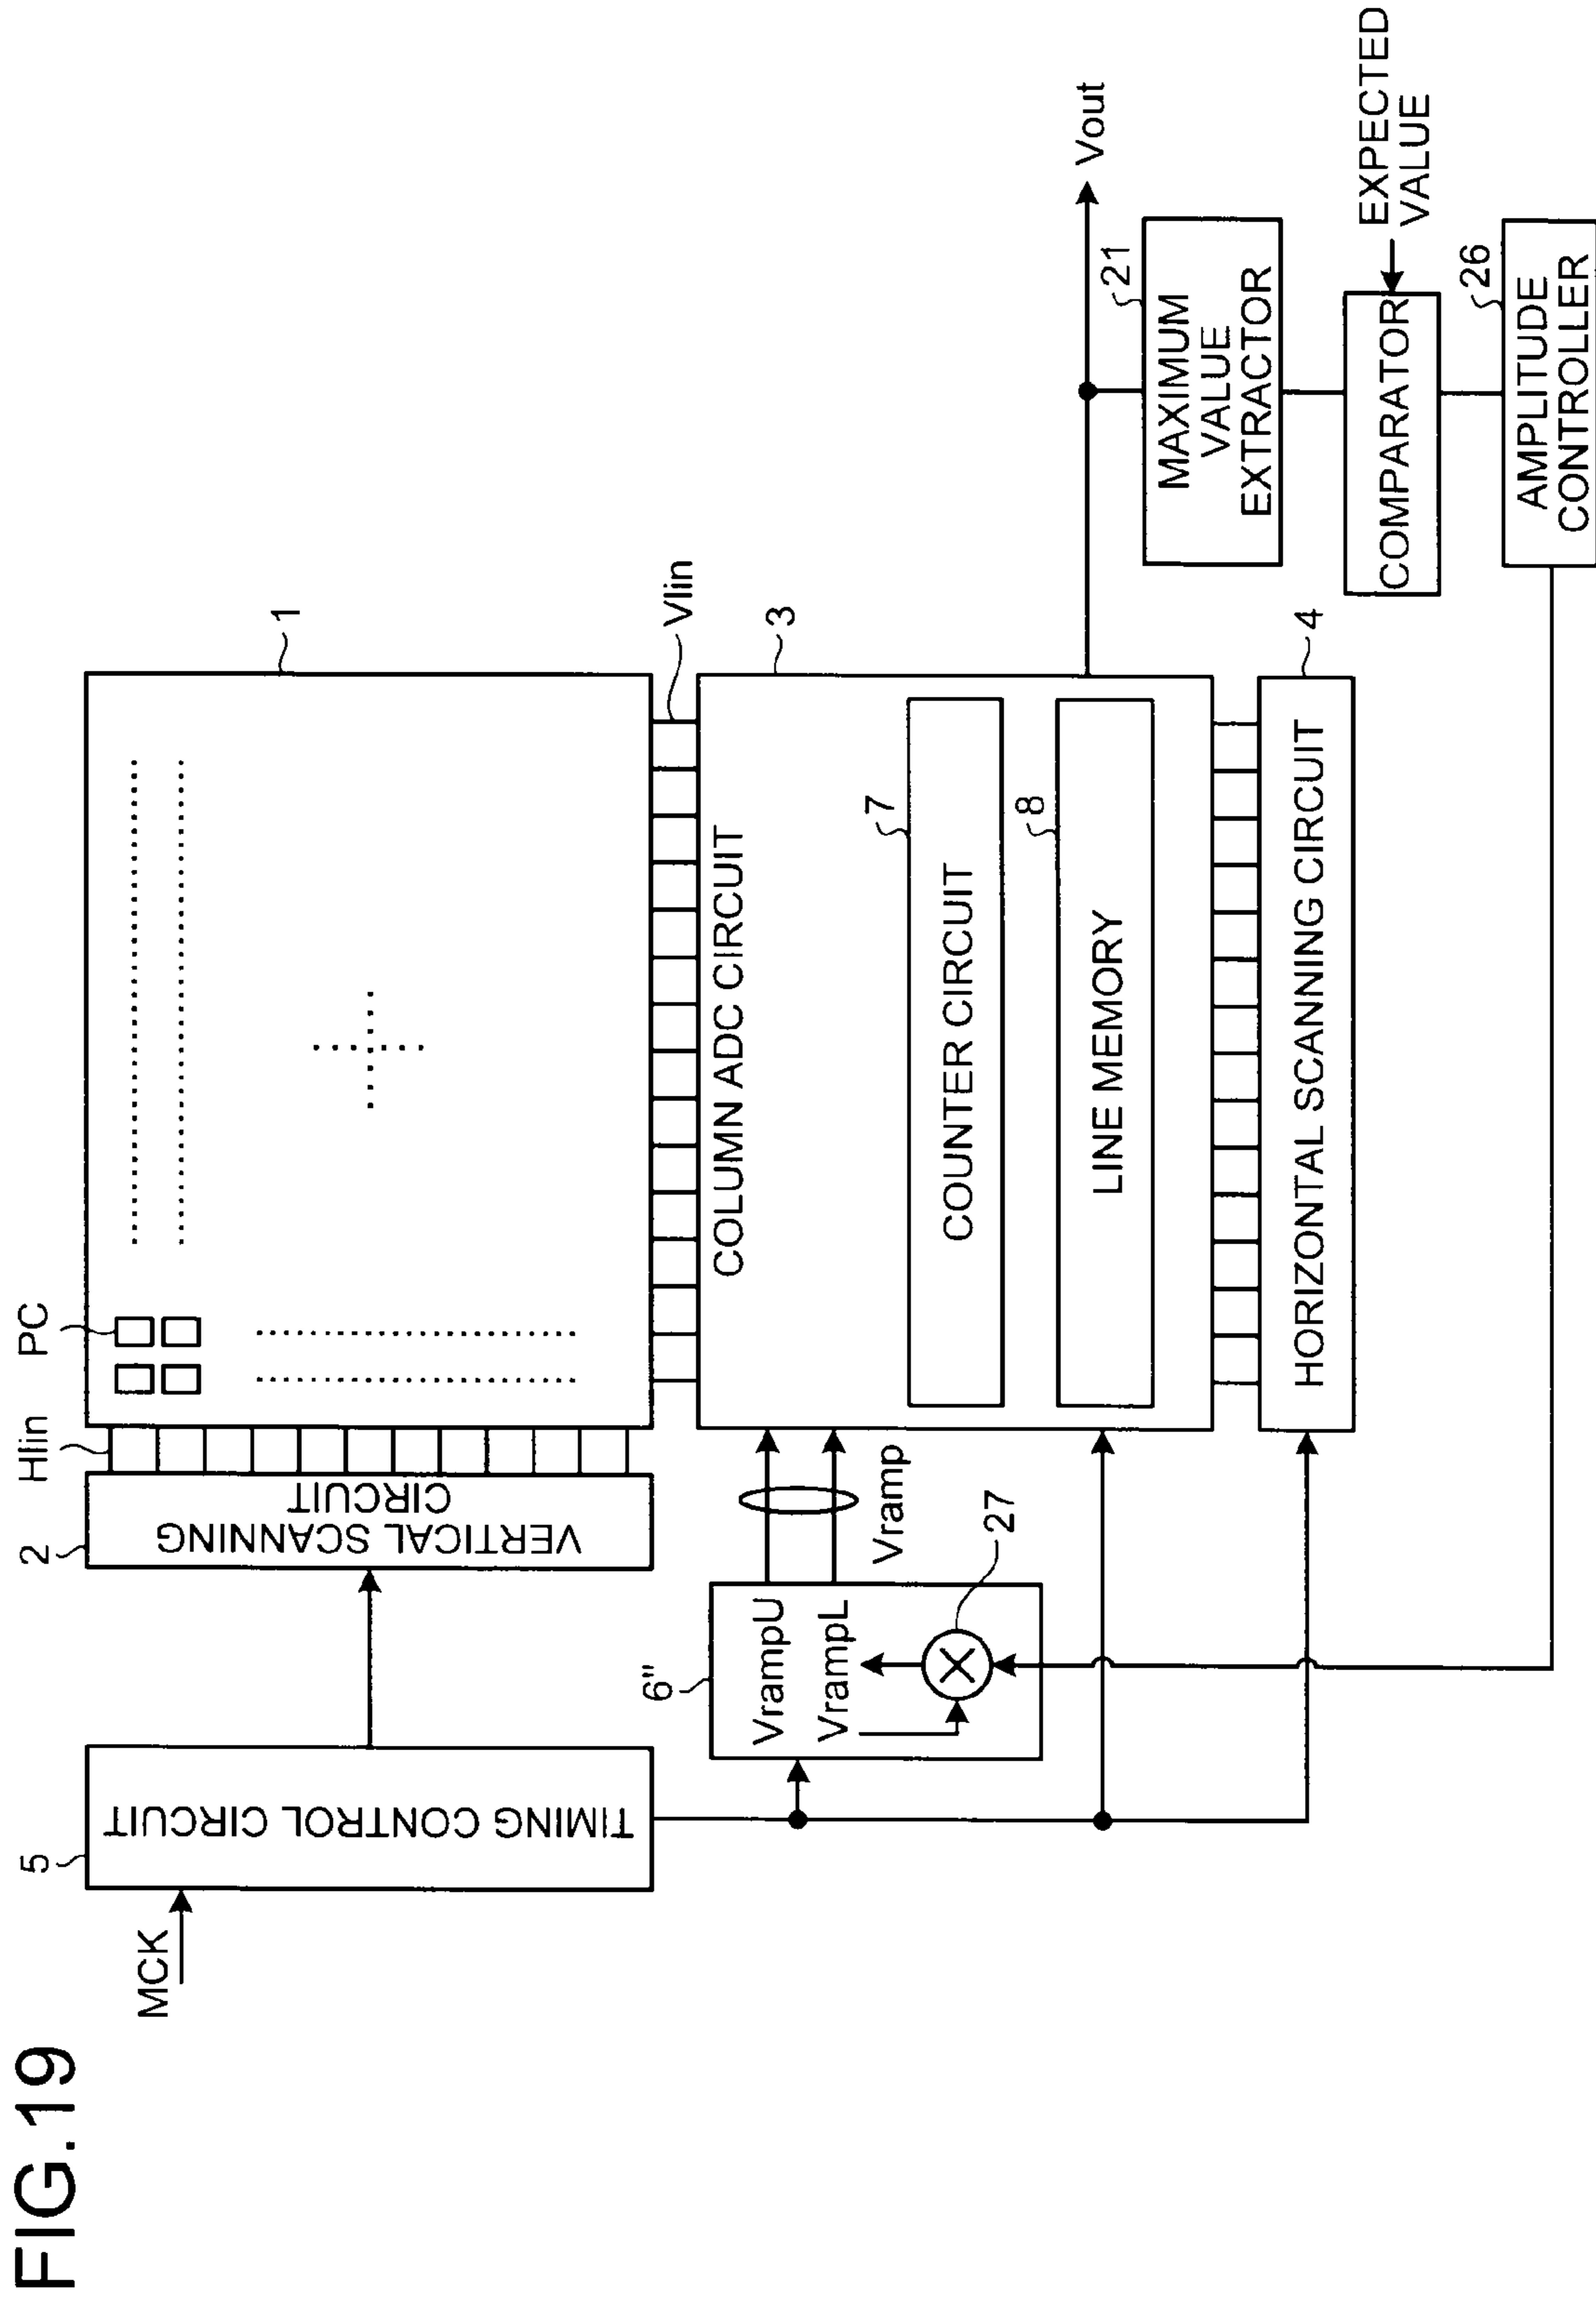 FIG.19
MCK
5
TIMING CONTROL CIRCUIT
2
VERTICAL SCANNING
CIRCUIT
Hlin
PC
1
Vlin
6"
VrampU
VrampL
27
Vramp
3
COLUMN ADC CIRCUIT
7
COUNTER CIRCUIT
8
LINE MEMORY
4
HORIZONTAL SCANNING CIRCUIT
Vout
21
MAXIMUM
VALUE
EXTRACTOR
EXPECTED
VALUE
COMPARATOR
26
AMPLITUDE
CONTROLLER